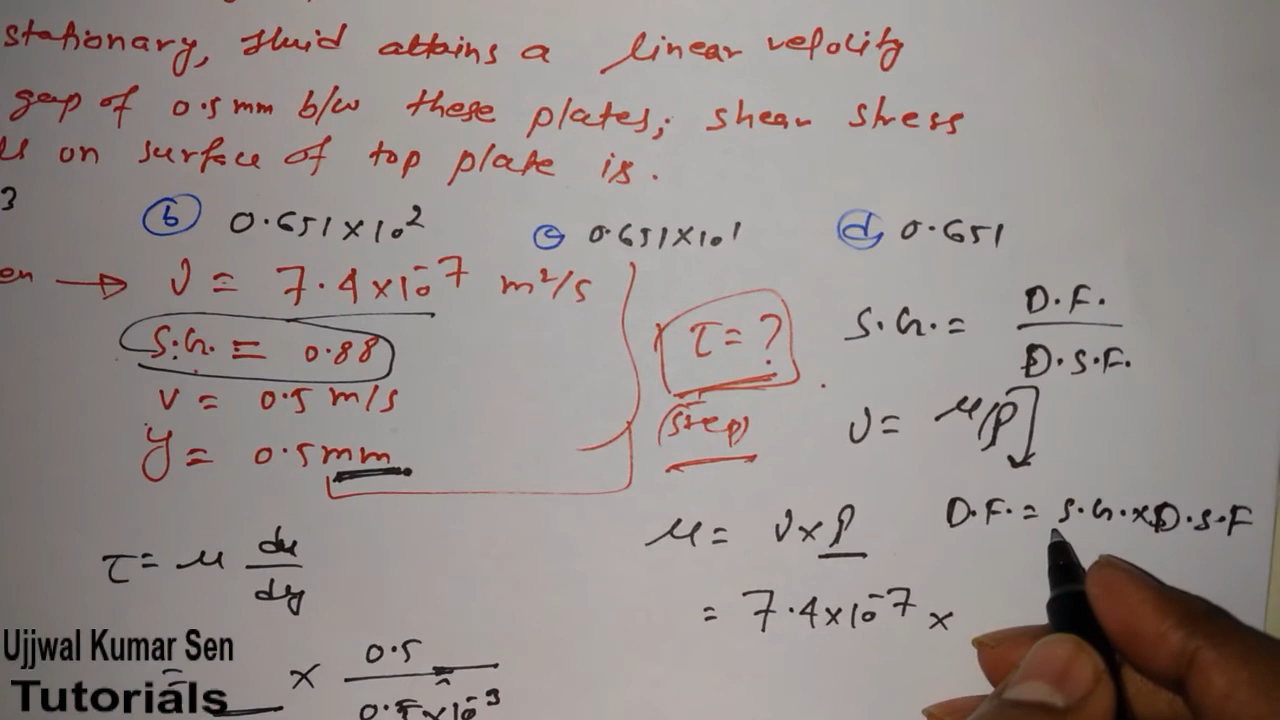 stationary, fluid attains a linear velocity
gap of 0.5 mm b/w these plates; shear stress
on surface of top plate is.
3
b 0.651×10² c 0.651×10¹ d 0.651
en → ν = 7.4×10⁻⁷ m²/s
S.G. = 0.88
v = 0.5 m/s
y = 0.5 mm
τ = ?
(step)
S.G. = D.F. / D.S.F.
ν = μ/ρ
μ = ν × ρ
D.F. = S.G. × D.S.F
= 7.4×10⁻⁷ ×
τ = μ du/dy
× 0.5 / 0.5×10⁻³
Ujjwal Kumar Sen
Tutorials